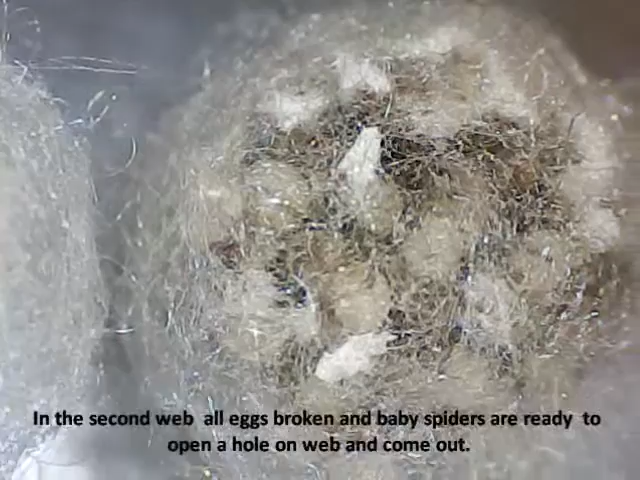 In the second web  all eggs broken and baby spiders are ready  to
open a hole on web and come out.